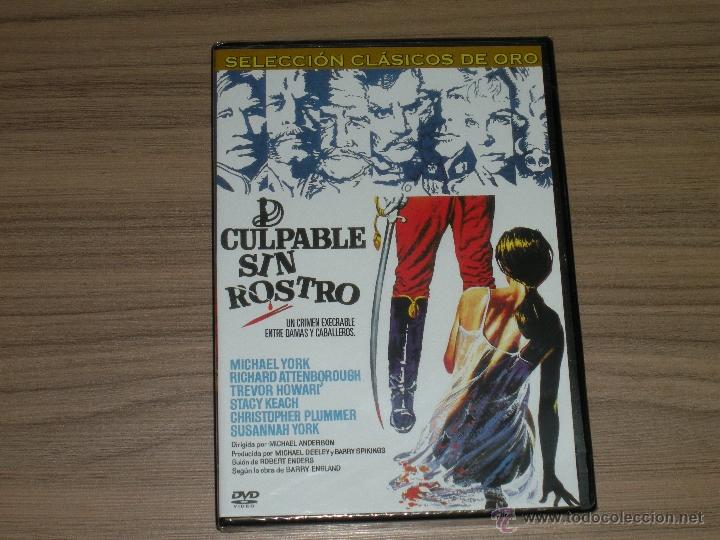 SELECCIÓN CLÁSICOS DE ORO
CULPABLE
SIN
ROSTRO
UN CRIMEN EXECRABLE
ENTRE DAMAS Y CABALLEROS.
MICHAEL YORK
RICHARD ATTENBOROUGH
TREVOR HOWARD
STACY KEACH
CHRISTOPHER PLUMMER
SUSANNAH YORK
Dirigida por MICHAEL ANDERSON
Producida por MICHAEL DEELEY y BARRY SPIKINGS
Guión de ROBERT ENDERS
Según la obra de BARRY ENGLAND
DVD
VIDEO
todocoleccion
www.todocoleccion.net